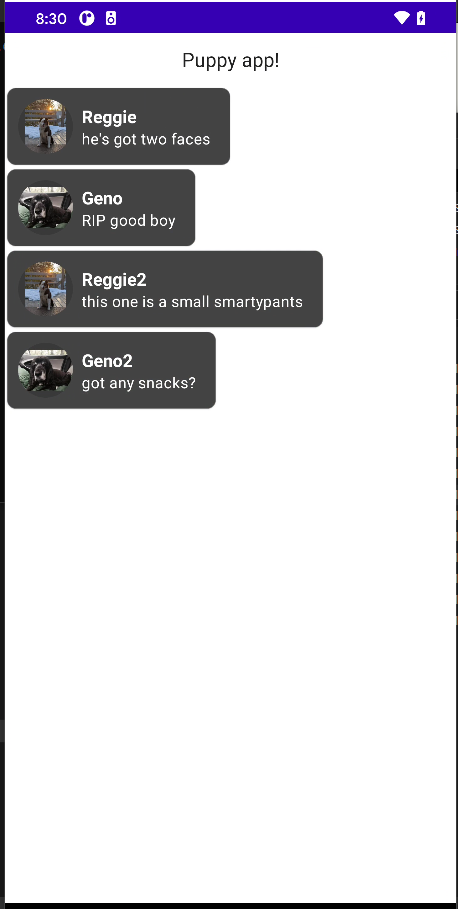 8:30
Puppy app!
Reggie
he's got two faces
Geno
RIP good boy
Reggie2
this one is a small smartypants
Geno2
got any snacks?